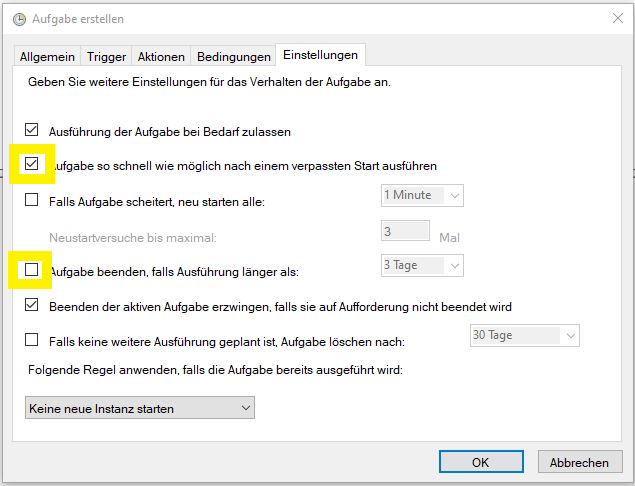 Aufgabe erstellen
Allgemein Trigger Aktionen Bedingungen Einstellungen
Geben Sie weitere Einstellungen für das Verhalten der Aufgabe an.
Ausführung der Aufgabe bei Bedarf zulassen
Aufgabe so schnell wie möglich nach einem verpassten Start ausführen
Falls Aufgabe scheitert, neu starten alle: 1 Minute
Neustartversuche bis maximal: 3 Mal
Aufgabe beenden, falls Ausführung länger als: 3 Tage
Beenden der aktiven Aufgabe erzwingen, falls sie auf Aufforderung nicht beendet wird
Falls keine weitere Ausführung geplant ist, Aufgabe löschen nach: 30 Tage
Folgende Regel anwenden, falls die Aufgabe bereits ausgeführt wird:
Keine neue Instanz starten
OK Abbrechen